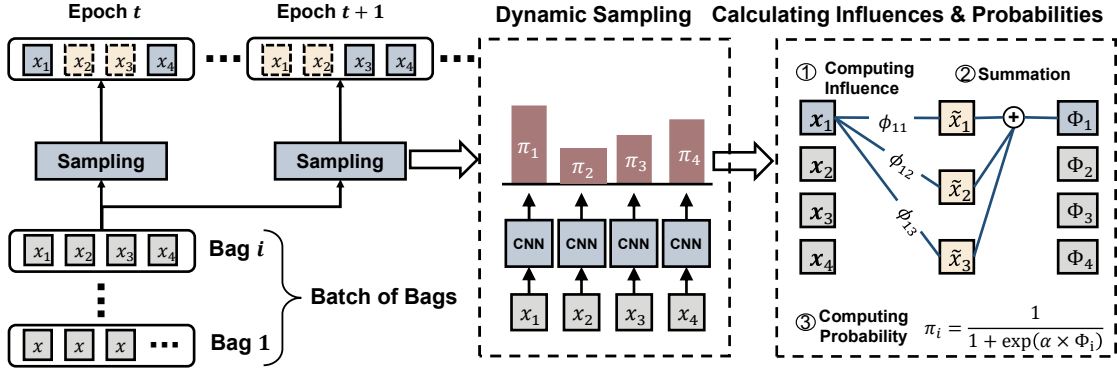 Epoch t
Epoch t + 1
Dynamic Sampling
Calculating Influences & Probabilities
x₁ x₂ x₃ x₄ ... x₁ x₂ x₃ x₄ ...
Sampling
Sampling
x₁ x₂ x₃ x₄
Bag i
Batch of Bags
x x x ...
Bag 1
π₁ π₂ π₃ π₄
CNN CNN CNN CNN
x₁ x₂ x₃ x₄
① Computing
Influence
② Summation
x₁ ϕ₁₁ x̃₁ + Φ₁
x₂ ϕ₁₂ x̃₂ Φ₂
x₃ ϕ₁₃ x̃₃ Φ₃
x₄ Φ₄
③ Computing
Probability
πᵢ = 1 / (1 + exp(α × Φᵢ))